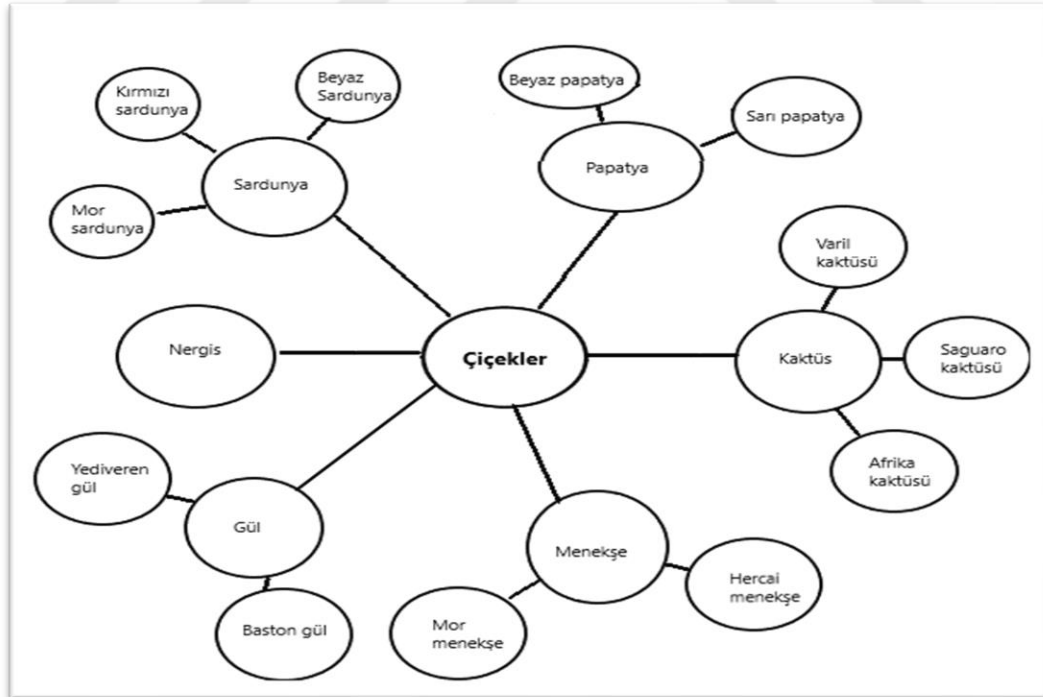 Kırmızı
sardunya
Beyaz
Sardunya
Mor
sardunya
Sardunya
Beyaz papatya
Sarı papatya
Papatya
Varil
kaktüsü
Saguaro
kaktüsü
Kaktüs
Afrika
kaktüsü
Nergis
Çiçekler
Yediveren
gül
Gül
Baston gül
Menekşe
Mor
menekşe
Hercai
menekşe